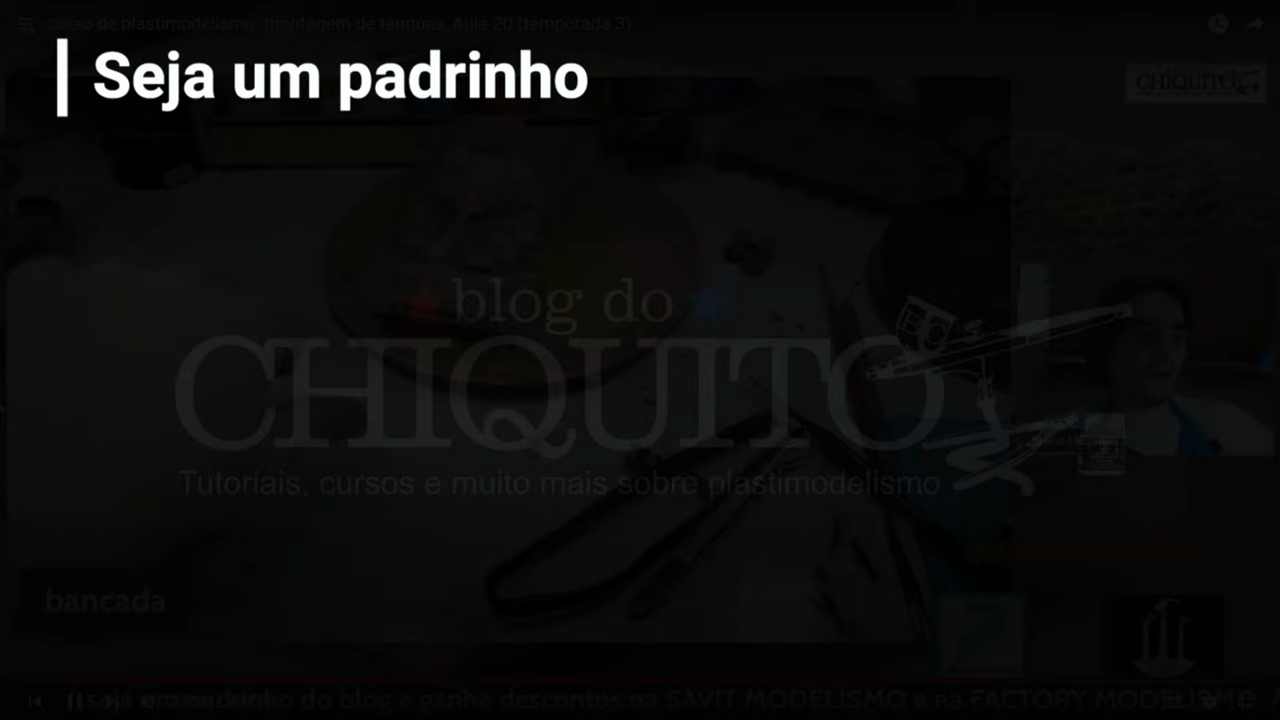 curso de plastimodelismo, montagem de tanques. Aula 20 (temporada 3)
Seja um padrinho
CHIQUITO
blog do
CHIQUITO
BC
Tutoriais, cursos e muito mais sobre plastimodelismo
bancada
seja um padrinho do blog e ganhe descontos na SAVIT MODELISMO e na FACTORY MODELISMO